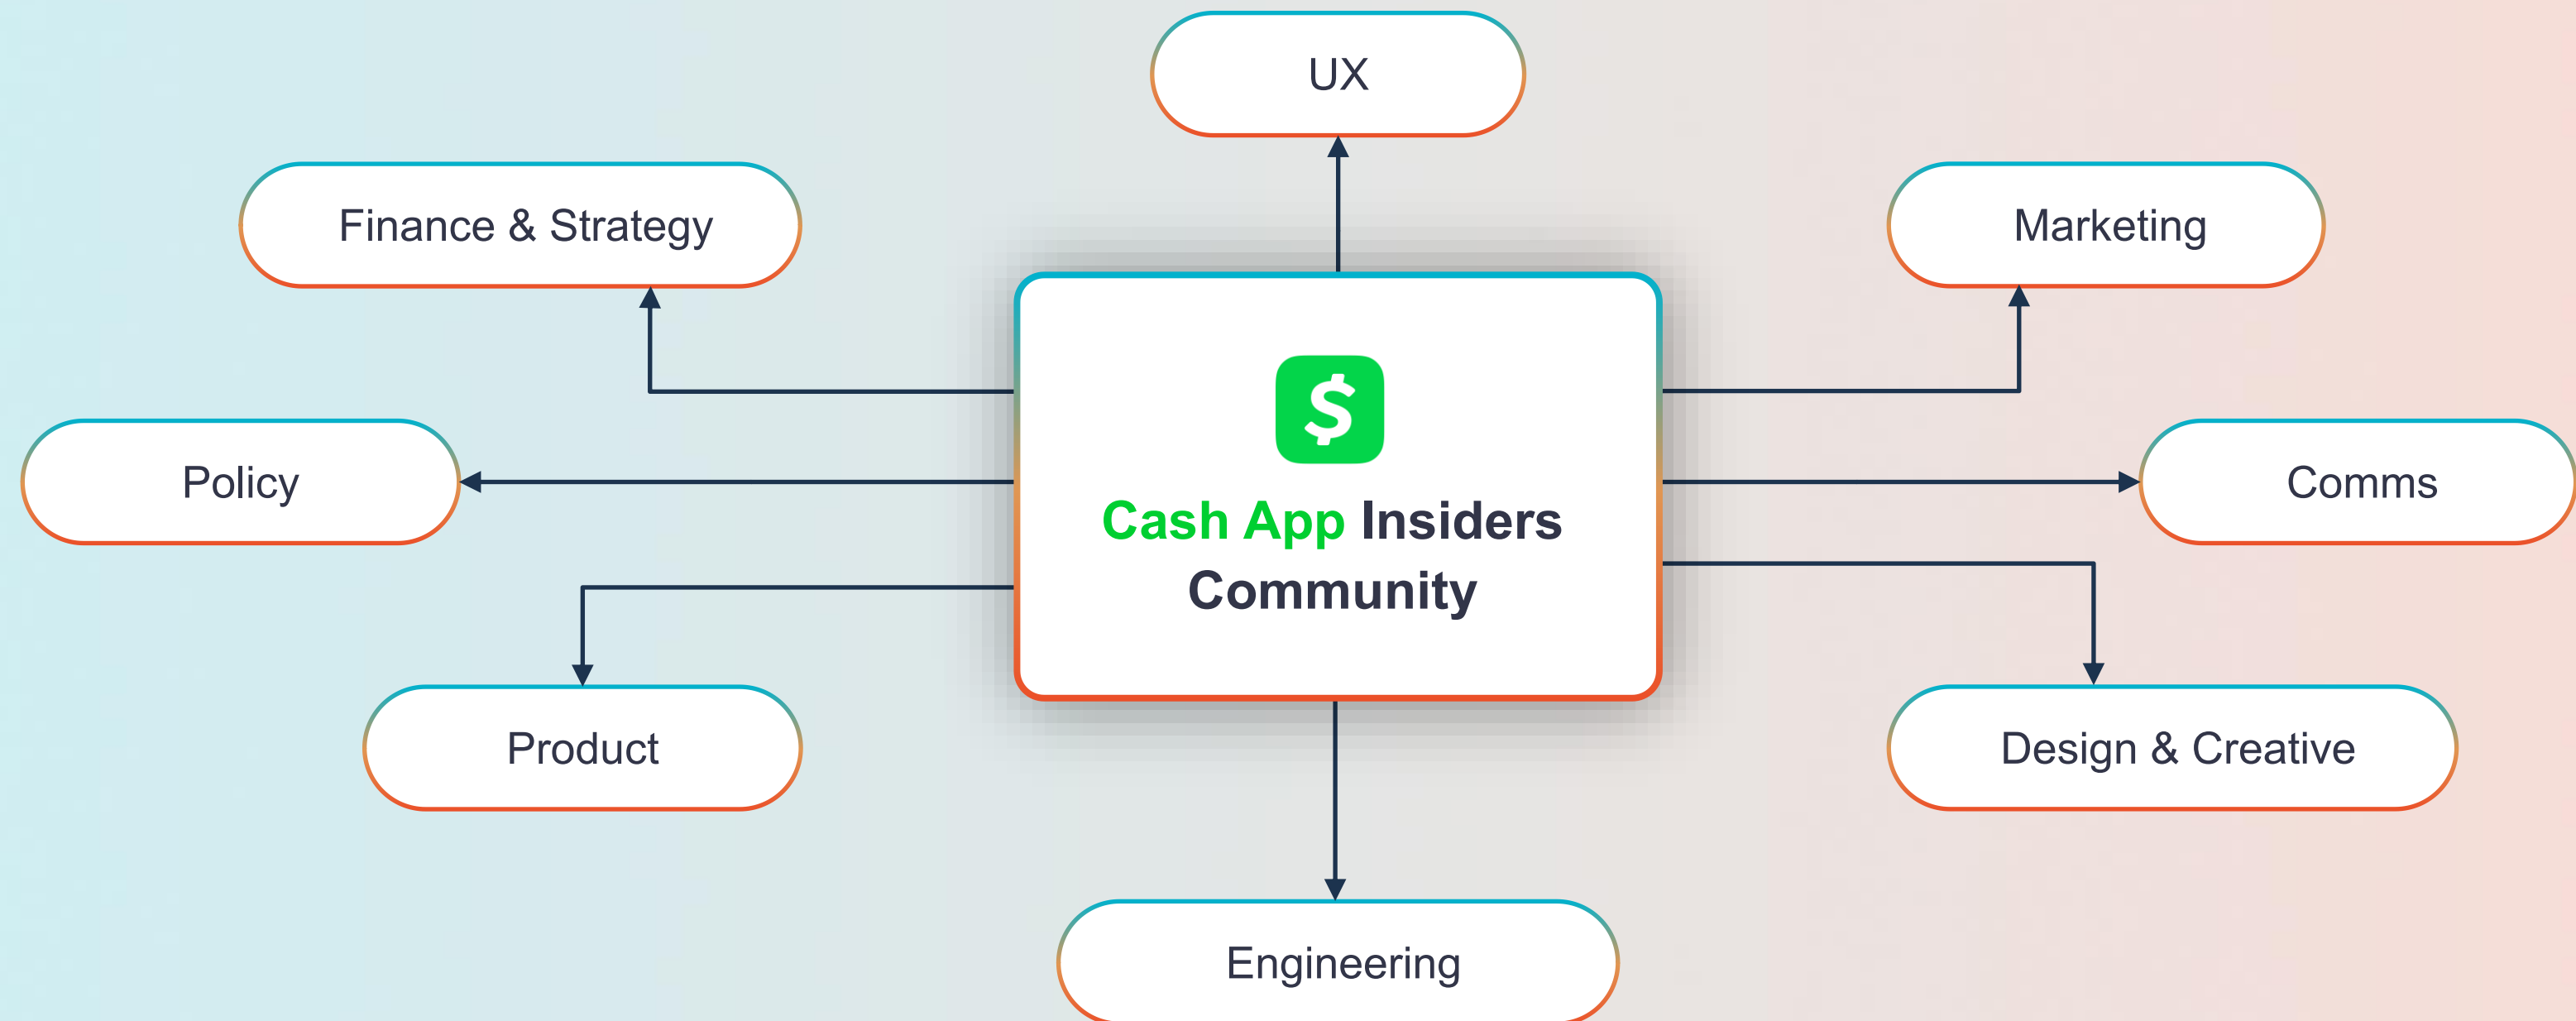 UX
Finance & Strategy
Marketing
Policy
Cash App Insiders
Community
Comms
Product
Design & Creative
Engineering